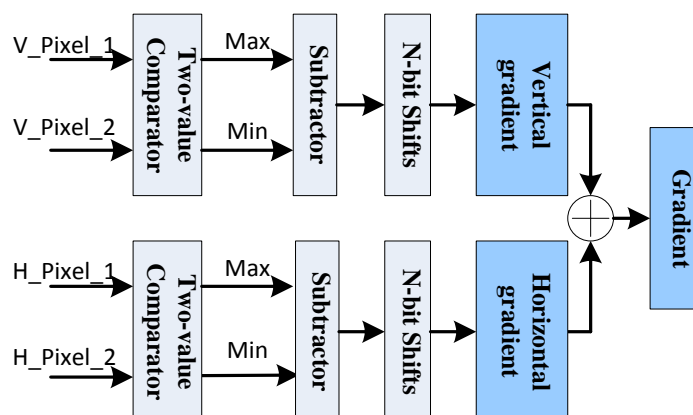 V_Pixel_1
V_Pixel_2
Two-value
Comparator
Max
Min
Subtractor
N-bit Shifts
Vertical
gradient
H_Pixel_1
H_Pixel_2
Two-value
Comparator
Max
Min
Subtractor
N-bit Shifts
Horizontal
gradient
Gradient